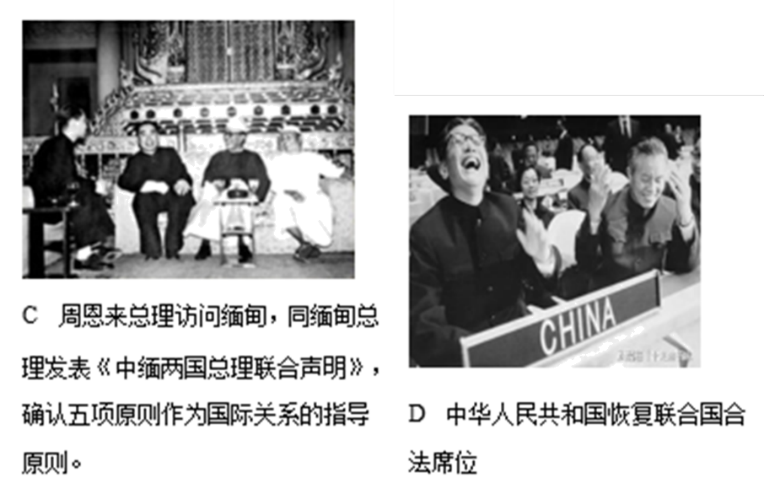 C 周恩来总理访问缅甸，同缅甸总
理发表《中缅两国总理联合声明》，
确认五项原则作为国际关系的指导
原则。
CHINA
D 中华人民共和国恢复联合国合
法席位